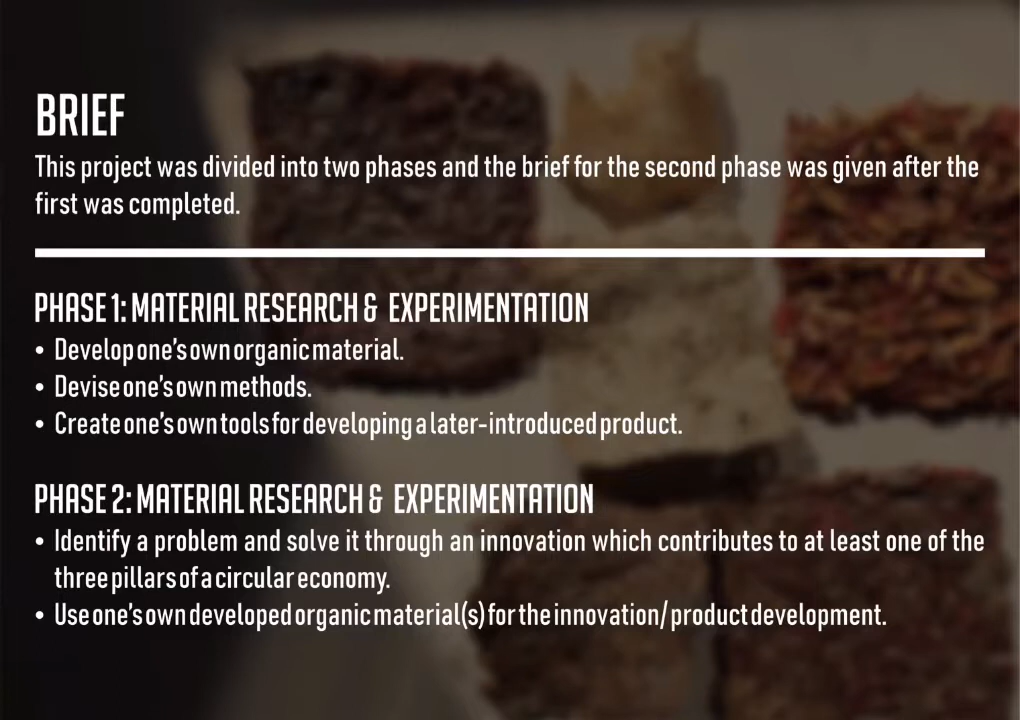 BRIEF
This project was divided into two phases and the brief for the second phase was given after the
first was completed.
PHASE 1: MATERIAL RESEARCH & EXPERIMENTATION
• Develop one's own organic material.
• Devise one's own methods.
• Create one's own tools for developing a later-introduced product.
PHASE 2: MATERIAL RESEARCH & EXPERIMENTATION
• Identify a problem and solve it through an innovation which contributes to at least one of the
three pillars of a circular economy.
• Use one's own developed organic material(s) for the innovation/ product development.